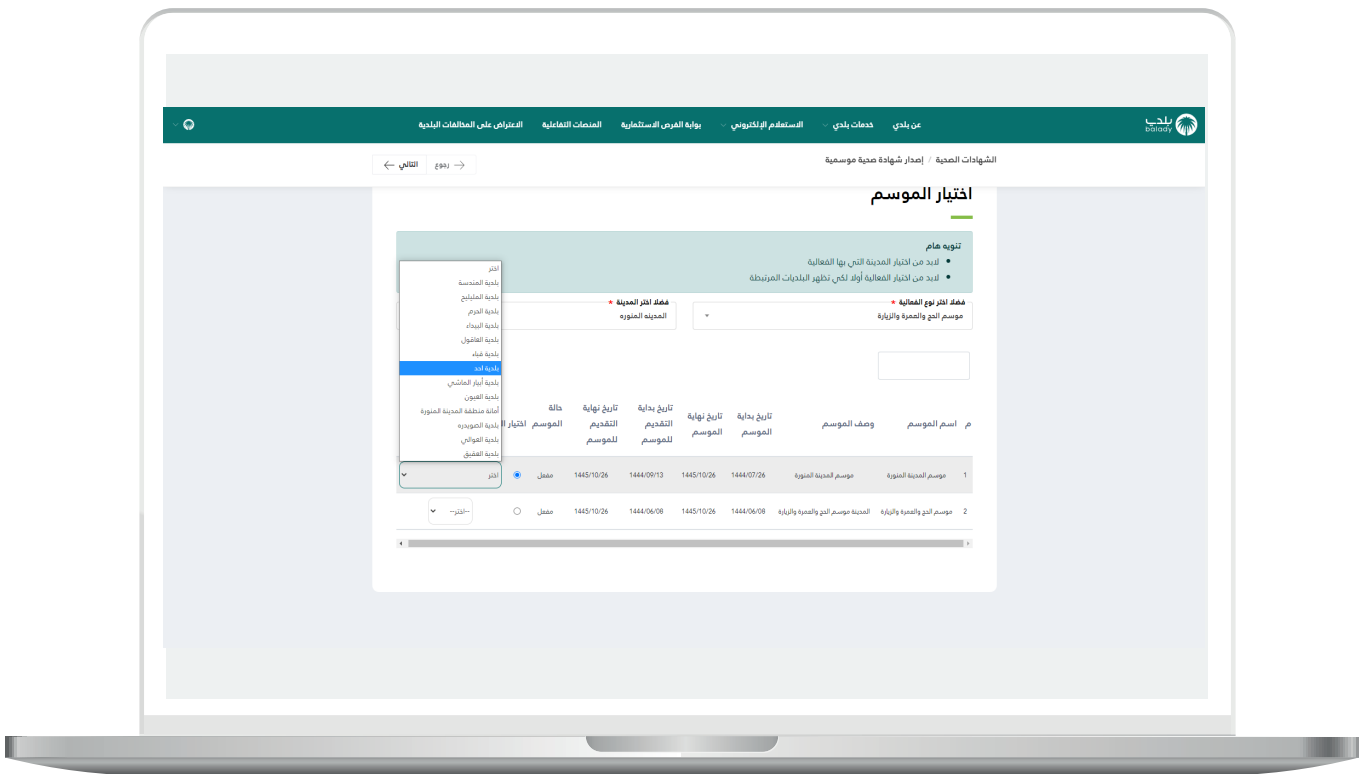 بلدي
balady
عن بلدي
خدمات بلدي
الاستعلام الإلكتروني
بوابة الفرص الاستثمارية
المنصات التفاعلية
الاعتراض على المخالفات البلدية
الشهادات الصحية / إصدار شهادة صحية موسمية
رجوع
التالي
اختيار الموسم
تنويه هام
لابد من اختيار المدينة التي بها الفعالية
لابد من اختيار الفعالية أولا لكي تظهر البلديات المرتبطة
فضلا اختر نوع الفعالية *
موسم الحج والعمرة والزيارة
فضلا اختر المدينة *
المدينه المنوره
اختر
بلدية المندسة
بلدية المليليح
بلدية الحرم
بلدية البيداء
بلدية العاقول
بلدية قباء
بلدية احد
بلدية أبيار الماشي
بلدية العيون
أمانة منطقة المدينة المنورة
بلدية الصويدره
بلدية العوالي
بلدية العقيق
م اسم الموسم وصف الموسم تاريخ بداية الموسم تاريخ نهاية الموسم تاريخ بداية التقديم للموسم تاريخ نهاية التقديم للموسم حالة الموسم اختيار ا
1 موسم المدينة المنورة موسم المدينة المنورة 1444/07/26 1445/10/26 1444/09/13 1445/10/26 مفعل اختر
2 موسم الحج والعمرة والزيارة المدينة موسم الحج والعمرة والزيارة 1444/06/08 1445/10/26 1444/06/08 1445/10/26 مفعل --اختر--